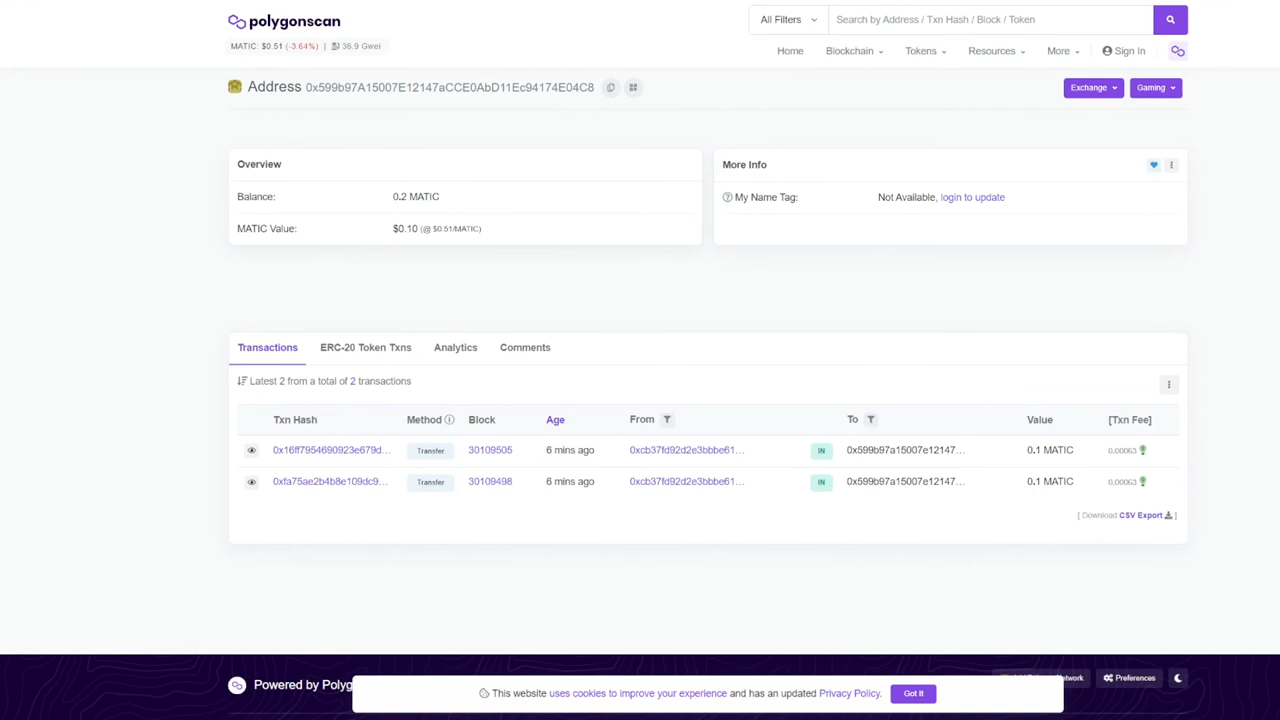 polygonscan
All Filters
Search by Address / Txn Hash / Block / Token
MATIC: $0.51 (-3.64%) | 36.9 Gwei
Home Blockchain Tokens Resources More Sign In
Address 0x599b97A15007E12147aCCE0AbD11Ec94174E04C8
Exchange Gaming
Overview
Balance: 0.2 MATIC
MATIC Value: $0.10 (@ $0.51/MATIC)
More Info
My Name Tag: Not Available, login to update
Transactions ERC-20 Token Txns Analytics Comments
Latest 2 from a total of 2 transactions
Txn Hash Method Block Age From To Value [Txn Fee]
0x16ff7954690923e679d... Transfer 30109505 6 mins ago 0xcb37fd92d2e3bbbe61... IN 0x599b97a15007e12147... 0.1 MATIC 0.00063
0xfa75ae2b4b8e109dc9... Transfer 30109498 6 mins ago 0xcb37fd92d2e3bbbe61... IN 0x599b97a15007e12147... 0.1 MATIC 0.00063
[ Download CSV Export ]
Powered by Polyg
Preferences
This website uses cookies to improve your experience and has an updated Privacy Policy.
Got It